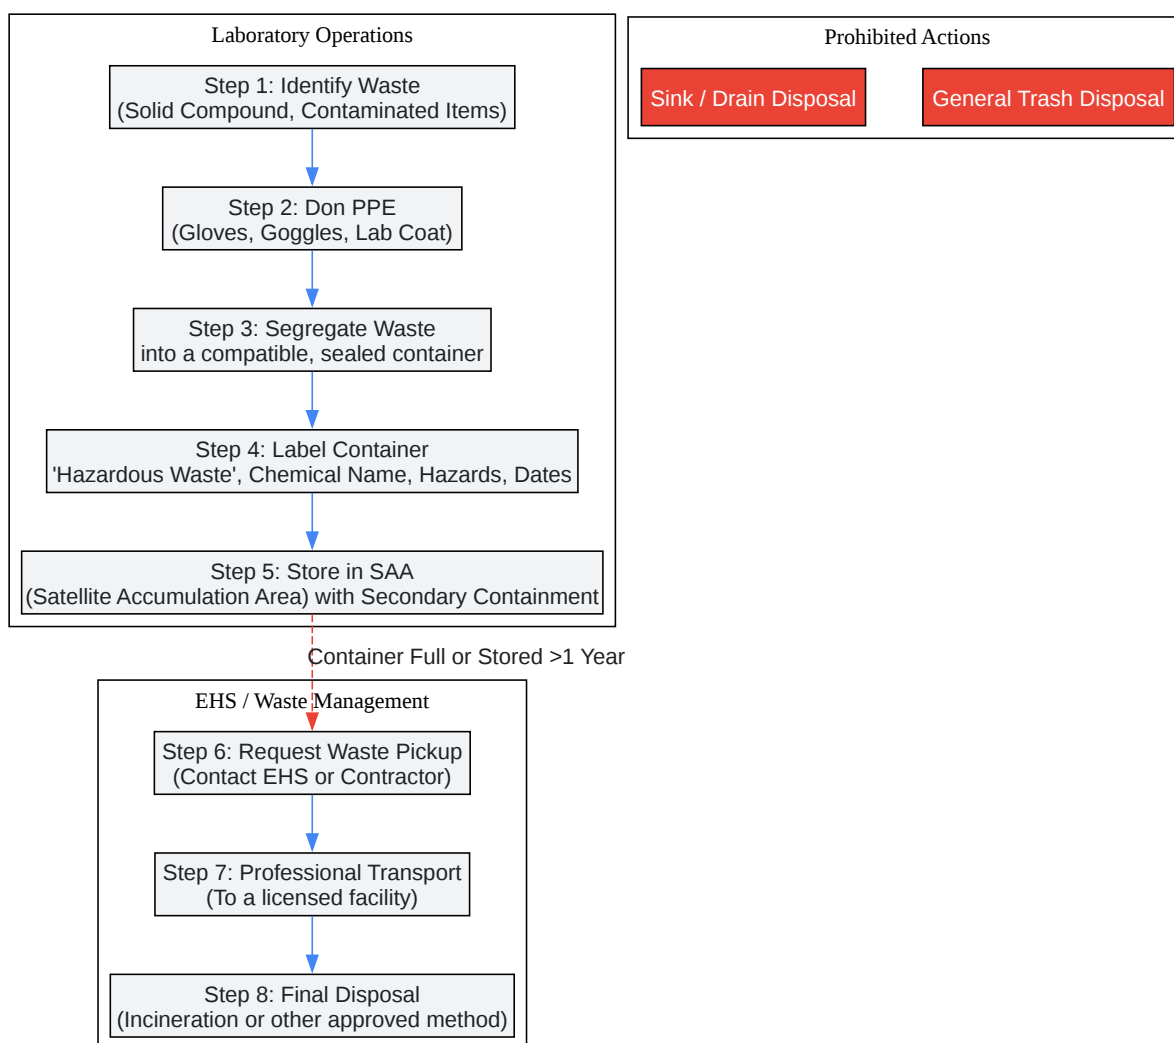 Laboratory Operations
Step 1: Identify Waste
(Solid Compound, Contaminated Items)
Step 2: Don PPE
(Gloves, Goggles, Lab Coat)
Step 3: Segregate Waste
into a compatible, sealed container
Step 4: Label Container
'Hazardous Waste', Chemical Name, Hazards, Dates
Step 5: Store in SAA
(Satellite Accumulation Area) with Secondary Containment
Container Full or Stored >1 Year
EHS / Waste Management
Step 6: Request Waste Pickup
(Contact EHS or Contractor)
Step 7: Professional Transport
(To a licensed facility)
Step 8: Final Disposal
(Incineration or other approved method)
Prohibited Actions
Sink / Drain Disposal
General Trash Disposal